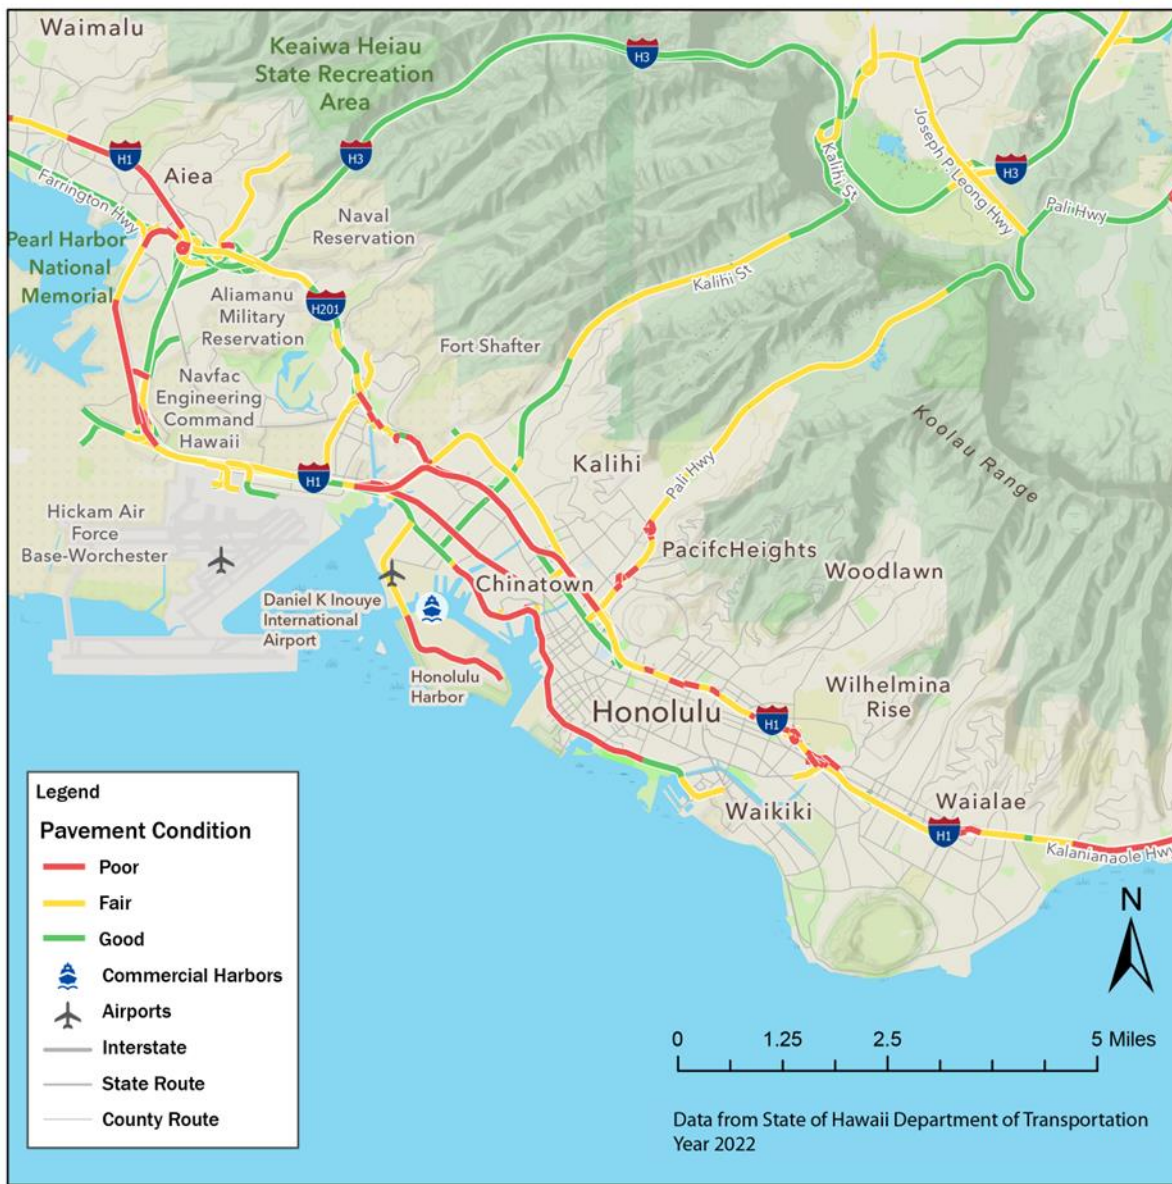 Waimalu
Keaiwa Heiau
State Recreation
Area
H3
H1
H3
Aiea
Farrington Hwy
Naval
Reservation
Kalihi St
Joseph P. Leong Hwy
H3
Pali Hwy
Pearl Harbor
National
Memorial
Aliamanu
Military
Reservation
H201
Kalihi St
Fort Shafter
Navfac
Engineering
Command
Hawaii
Koolau Range
Kalihi
Pali Hwy
H1
Hickam Air
Force
Base-Worchester
PacifcHeights
Woodlawn
Chinatown
Daniel K Inouye
International
Airport
Honolulu
Harbor
Wilhelmina
Rise
Honolulu
H1
Waikiki
Waialae
H1
Kalanianaole Hwy
Legend
Pavement Condition
Poor
Fair
Good
Commercial Harbors
Airports
Interstate
State Route
County Route
N
0 1.25 2.5 5 Miles
Data from State of Hawaii Department of Transportation
Year 2022